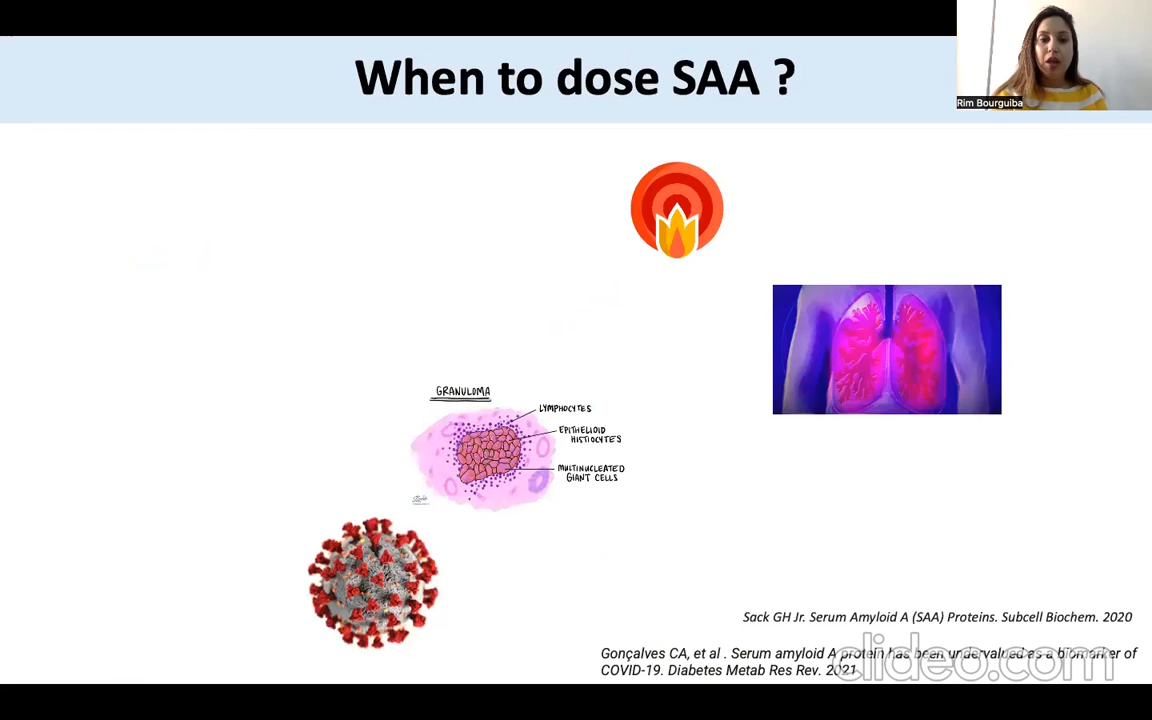 When to dose SAA ?
Rim Bourguiba
GRANULOMA
LYMPHOCYTES
EPITHELIOID
HISTIOCYTES
MULTINUCLEATED
GIANT CELLS
Sack GH Jr. Serum Amyloid A (SAA) Proteins. Subcell Biochem. 2020
Gonçalves CA, et al . Serum amyloid A protein has been undervalued as a biomarker of
COVID-19. Diabetes Metab Res Rev. 2021
clideo.com